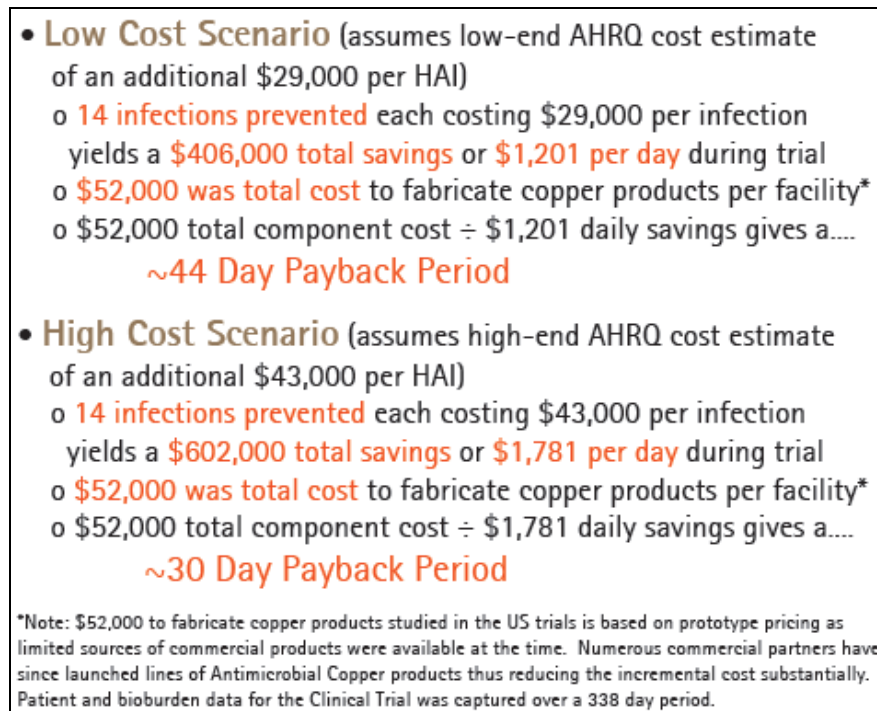 • Low Cost Scenario (assumes low-end AHRQ cost estimate
of an additional $29,000 per HAI)
o 14 infections prevented each costing $29,000 per infection
yields a $406,000 total savings or $1,201 per day during trial
o $52,000 was total cost to fabricate copper products per facility*
o $52,000 total component cost ÷ $1,201 daily savings gives a....
~44 Day Payback Period
• High Cost Scenario (assumes high-end AHRQ cost estimate
of an additional $43,000 per HAI)
o 14 infections prevented each costing $43,000 per infection
yields a $602,000 total savings or $1,781 per day during trial
o $52,000 was total cost to fabricate copper products per facility*
o $52,000 total component cost ÷ $1,781 daily savings gives a....
~30 Day Payback Period
*Note: $52,000 to fabricate copper products studied in the US trials is based on prototype pricing as
limited sources of commercial products were available at the time. Numerous commercial partners have
since launched lines of Antimicrobial Copper products thus reducing the incremental cost substantially.
Patient and bioburden data for the Clinical Trial was captured over a 338 day period.